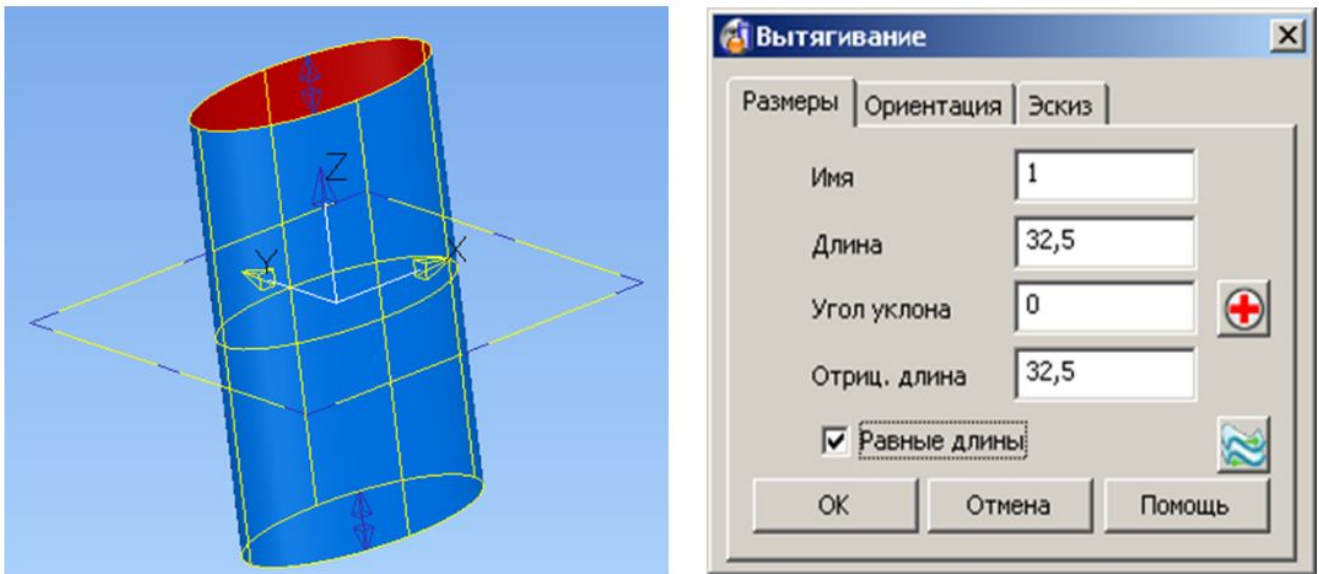 Z
Y
X
Вытягивание
Размеры Ориентация Эскиз
Имя 1
Длина 32,5
Угол уклона 0
Отриц. длина 32,5
Равные длины
OK Отмена Помощь